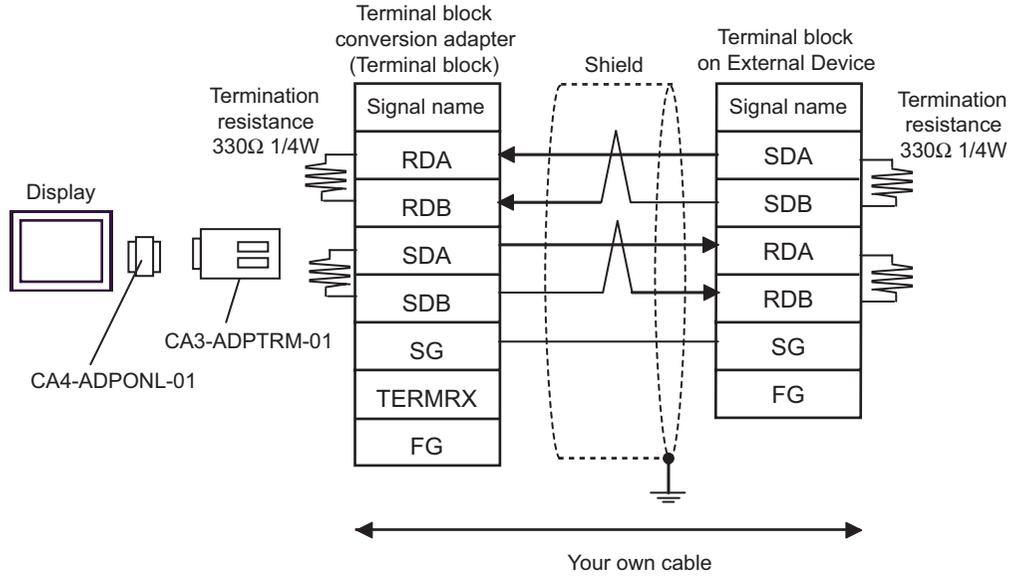 Terminal block
conversion adapter
(Terminal block)
Shield
Terminal block
on External Device
Termination
resistance
330Ω 1/4W
Signal name
RDA
RDB
SDA
SDB
SG
TERMRX
FG
Signal name
SDA
SDB
RDA
RDB
SG
FG
Termination
resistance
330Ω 1/4W
Display
CA3-ADPTRM-01
CA4-ADPONL-01
Your own cable